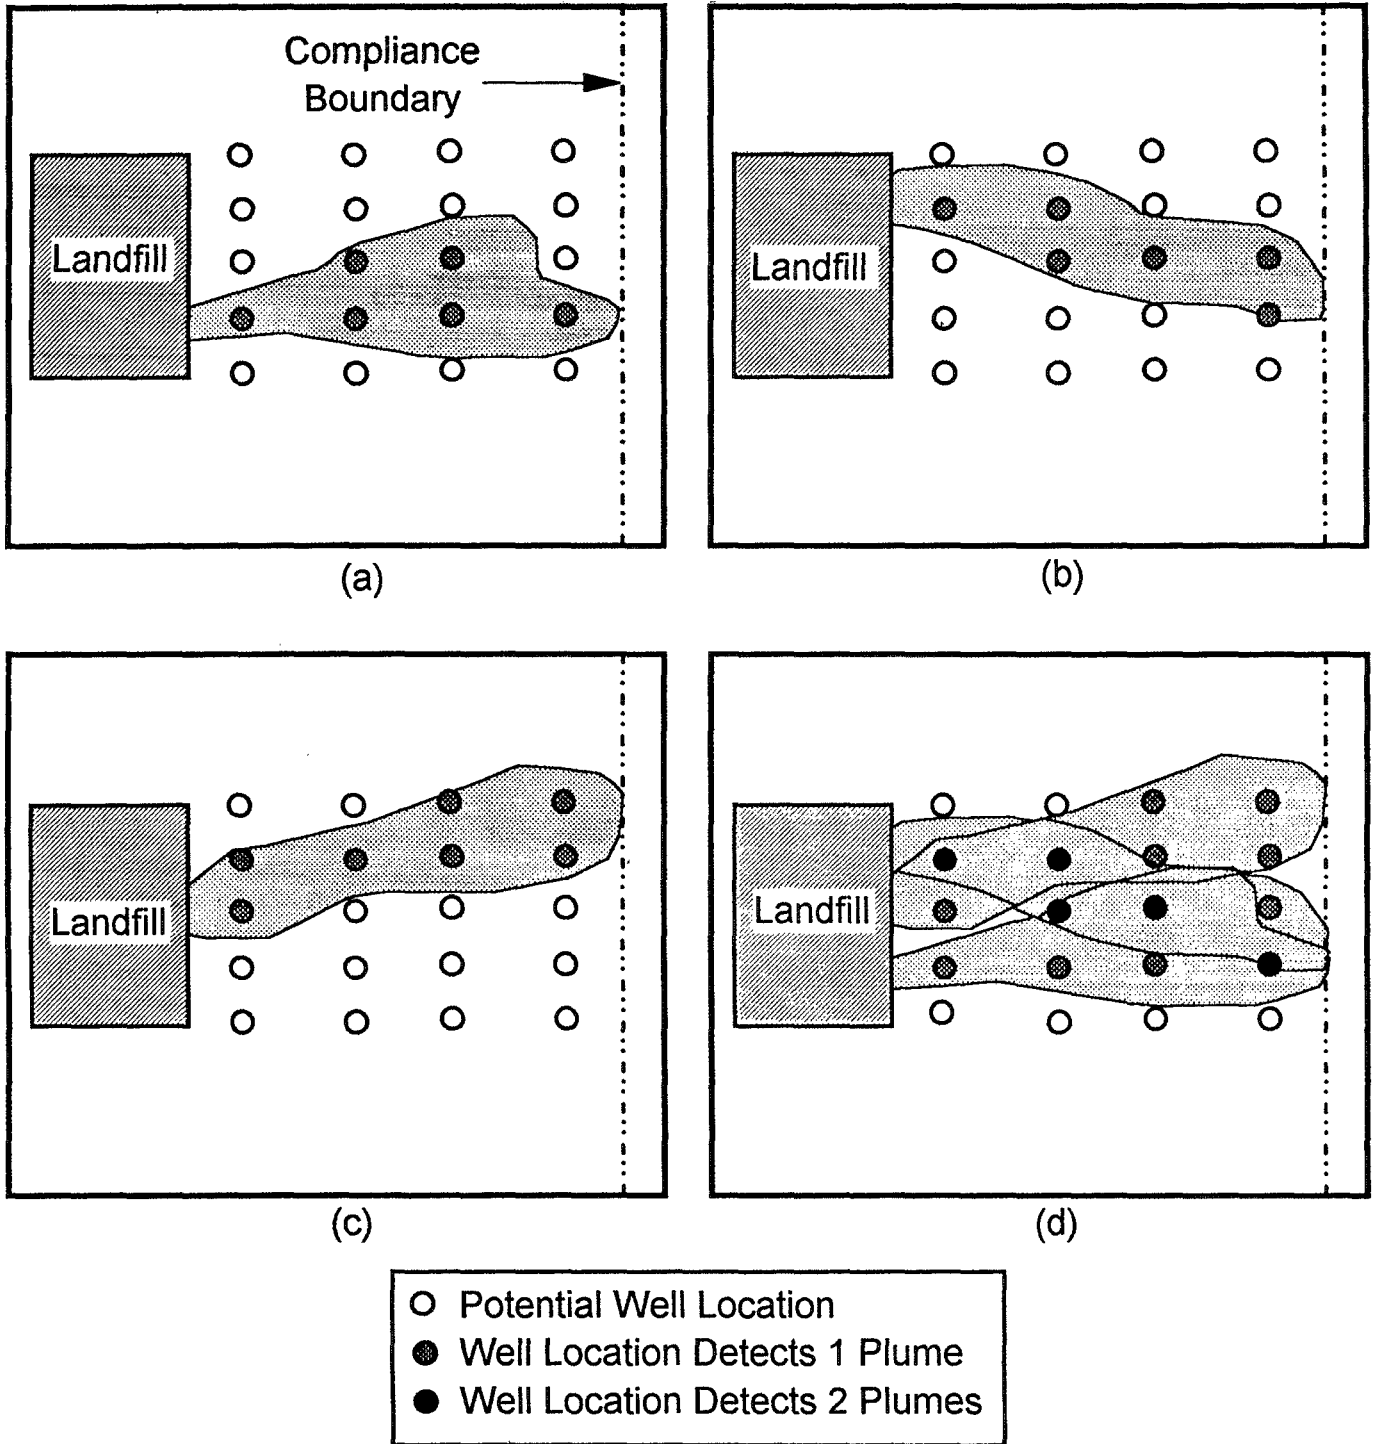 Compliance
Boundary
Landfill
(a)
Landfill
(b)
Landfill
(c)
Landfill
(d)
Potential Well Location
Well Location Detects 1 Plume
Well Location Detects 2 Plumes